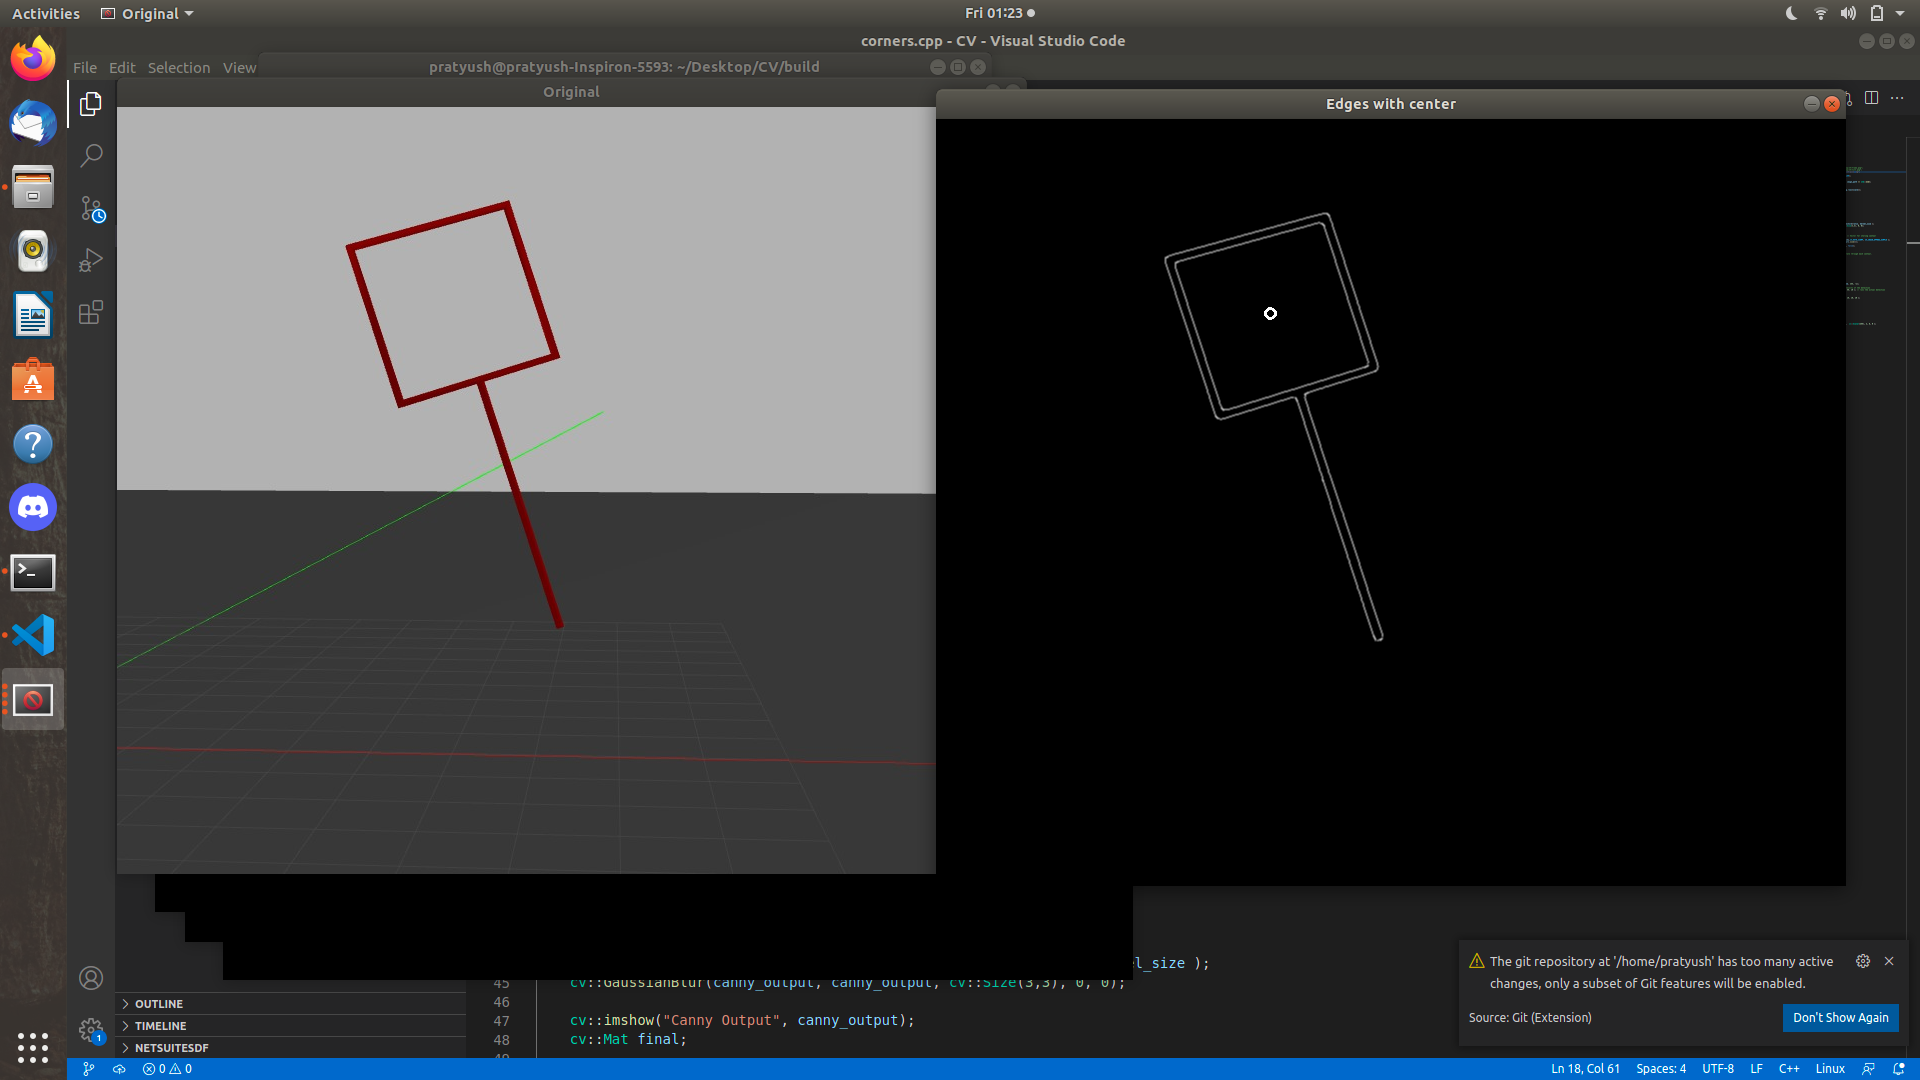 Activities Original Fri 01:23
corners.cpp - CV - Visual Studio Code
File Edit Selection View
pratyush@pratyush-Inspiron-5593: ~/Desktop/CV/build
Original
Edges with center
l_size );
45 cv::GaussianBlur(canny_output, canny_output, cv::Size(3,3), 0, 0);
46
47 cv::imshow("Canny Output", canny_output);
48 cv::Mat final;
OUTLINE
TIMELINE
NETSUITESDF
1
The git repository at '/home/pratyush' has too many active
changes, only a subset of Git features will be enabled.
Source: Git (Extension) Don't Show Again
0 0 Ln 18, Col 61 Spaces: 4 UTF-8 LF C++ Linux